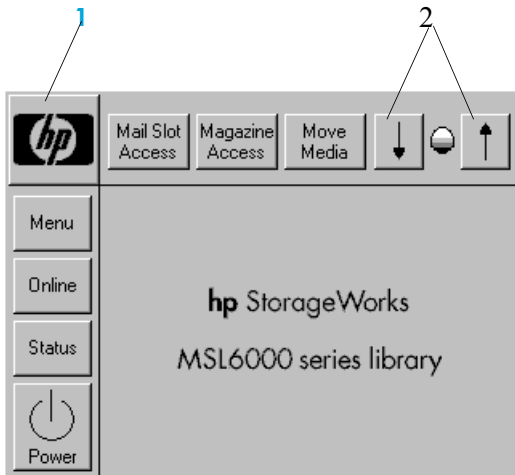 1 2
hp Mail Slot Access Magazine Access Move Media
Menu
Online
Status
Power
hp StorageWorks
MSL6000 series library